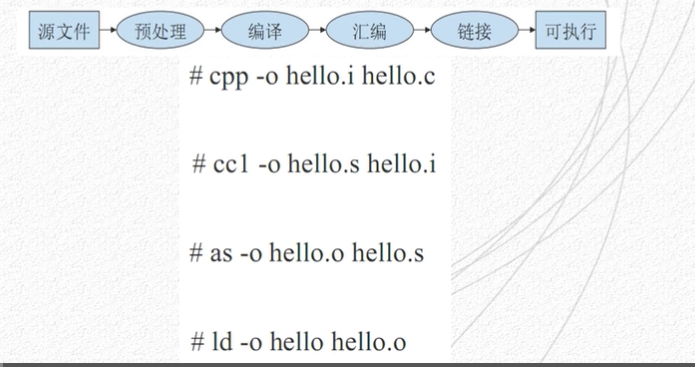 源文件 预处理 编译 汇编 链接 可执行
# cpp -o hello.i hello.c
# cc1 -o hello.s hello.i
# as -o hello.o hello.s
# ld -o hello hello.o